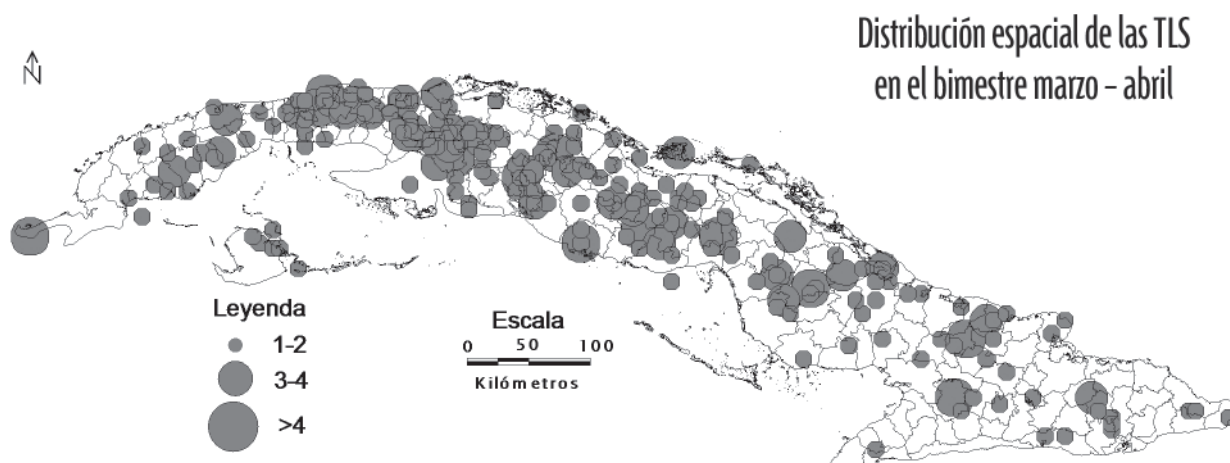 Distribución espacial de las TLS
en el bimestre marzo – abril
N
Leyenda
1-2
3-4
>4
Escala
0 50 100
Kilómetros